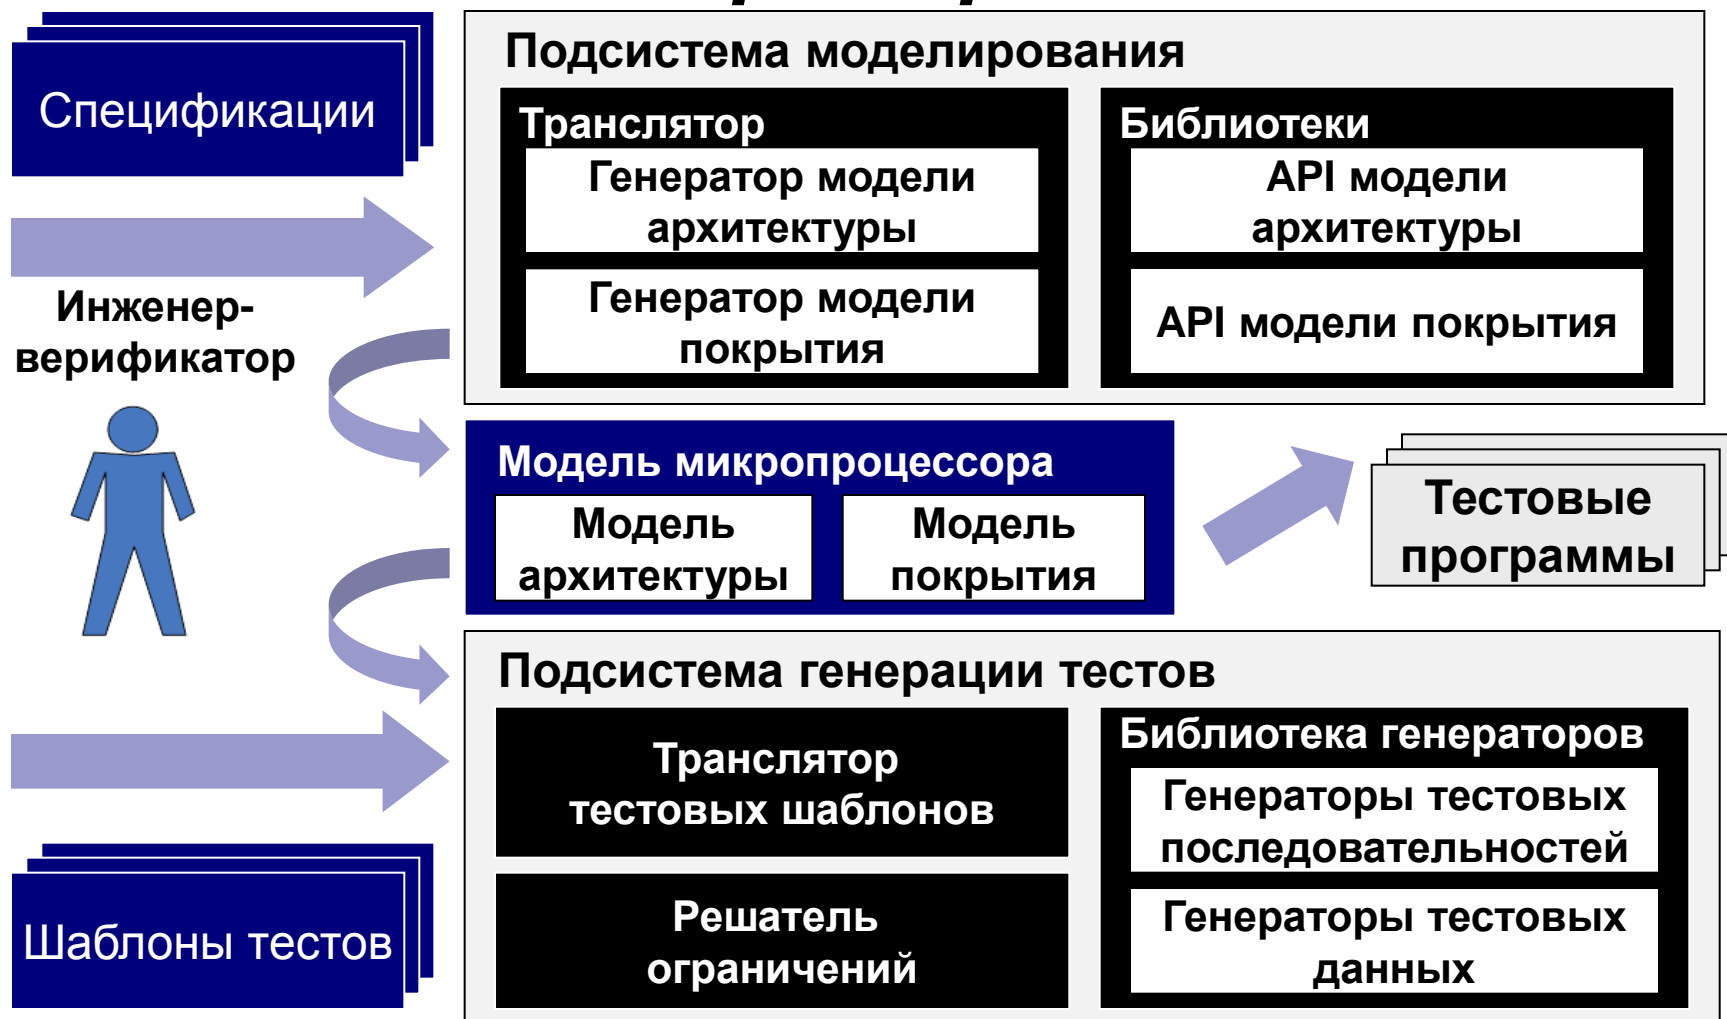 Спецификации
Подсистема моделирования
Транслятор
Генератор модели
архитектуры
Генератор модели
покрытия
Библиотеки
API модели
архитектуры
API модели покрытия
Инженер-
верификатор
Модель микропроцессора
Модель
архитектуры
Модель
покрытия
Тестовые
программы
Подсистема генерации тестов
Транслятор
тестовых шаблонов
Решатель
ограничений
Библиотека генераторов
Генераторы тестовых
последовательностей
Генераторы тестовых
данных
Шаблоны тестов